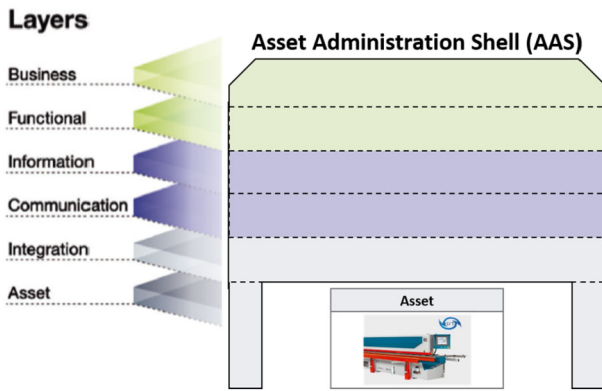 Layers
Asset Administration Shell (AAS)
Business
Functional
Information
Communication
Integration
Asset
Asset